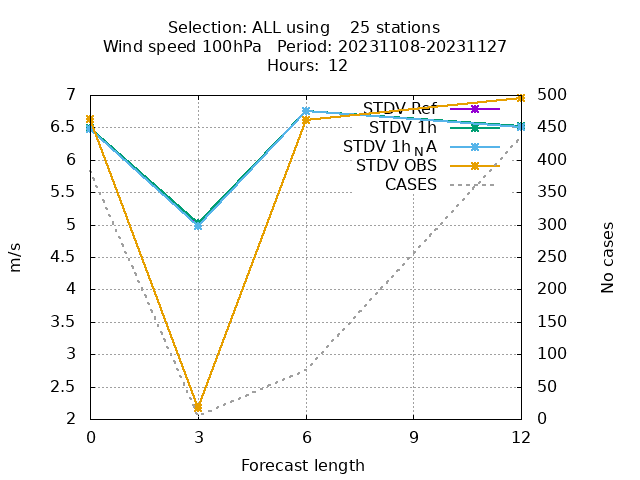 Selection: ALL using    25 stations
Wind speed 100hPa   Period: 20231108-20231127
Hours:  12
7
6.5
6
5.5
5
4.5
4
3.5
3
2.5
2
500
450
400
350
300
250
200
150
100
50
0
STDV Ref
STDV 1h
STDV 1h_N A
STDV OBS
CASES
m/s
No cases
0 3 6 9 12
Forecast length